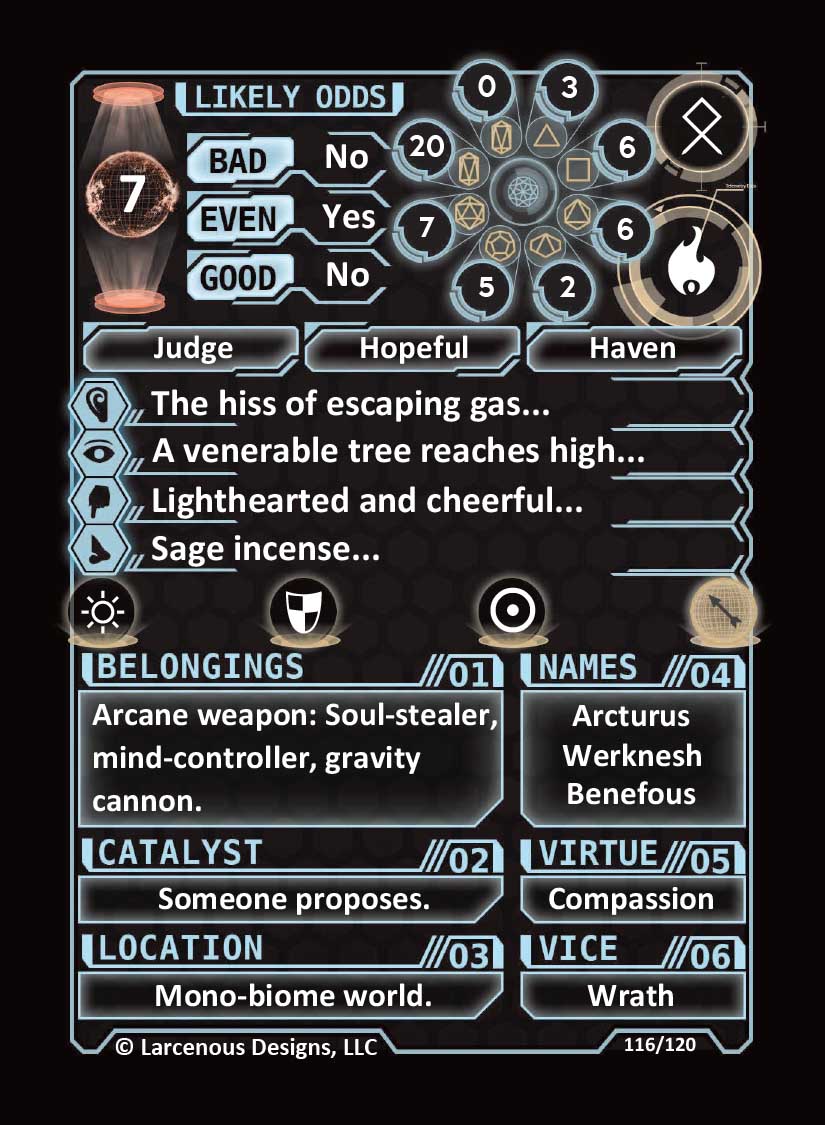 LIKELY ODDS
7
BAD No
EVEN Yes
GOOD No
0
3
20
6
7
6
5
2
Judge
Hopeful
Haven
The hiss of escaping gas...
A venerable tree reaches high...
Lighthearted and cheerful...
Sage incense...
BELONGINGS ///01
Arcane weapon: Soul-stealer,
mind-controller, gravity
cannon.
NAMES ///04
Arcturus
Werknesh
Benefous
CATALYST ///02
Someone proposes.
VIRTUE ///05
Compassion
LOCATION ///03
Mono-biome world.
VICE ///06
Wrath
© Larcenous Designs, LLC
116/120